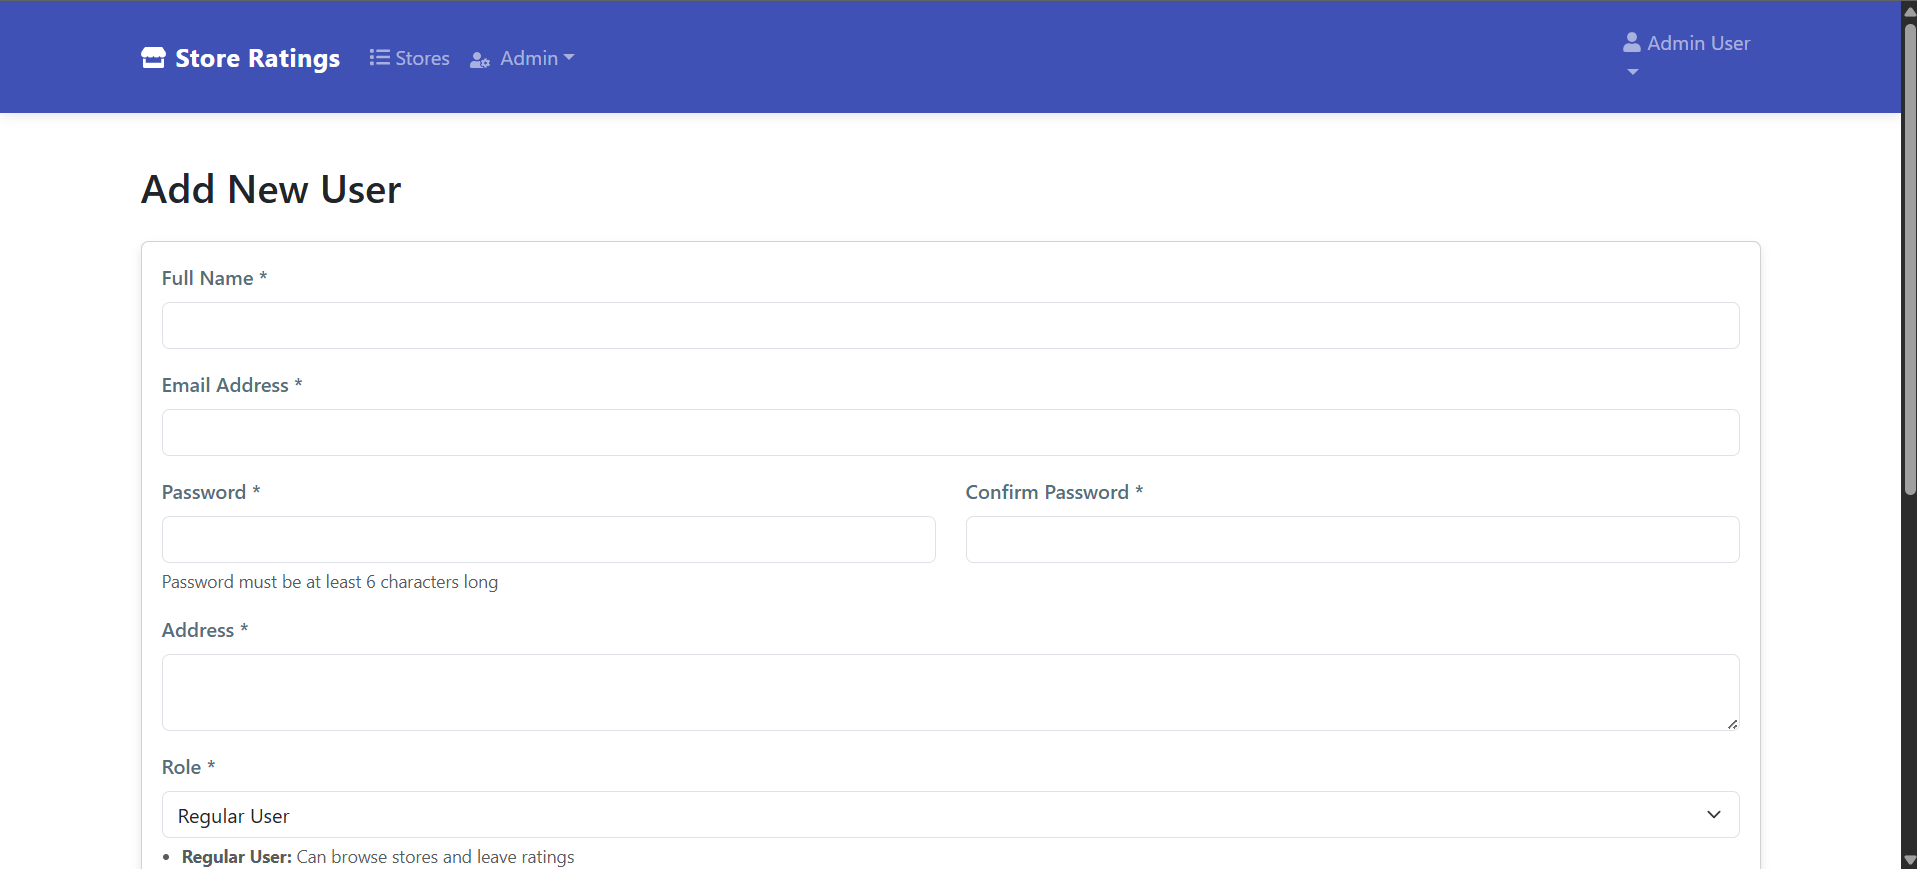 Store Ratings
Stores
Admin
Admin User
Add New User
Full Name *
Email Address *
Password *
Confirm Password *
Password must be at least 6 characters long
Address *
Role *
Regular User
• Regular User: Can browse stores and leave ratings